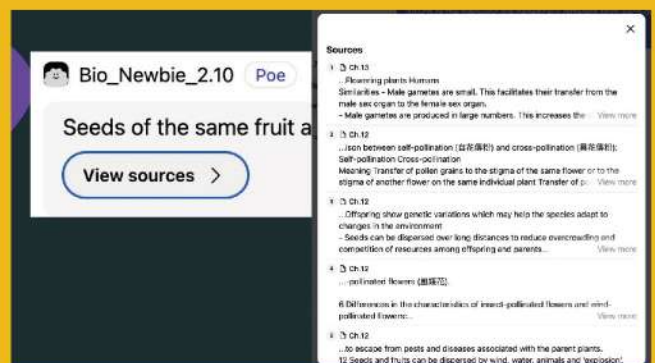 Bio_Newbie_2.10 Poe
Seeds of the same fruit a
View sources >
Sources
1 Ch.13
...Flowering plants Humans
Similarities - Male gametes are small. This facilitates their transfer from the
male sex organ to the female sex organ.
- Male gametes are produced in large numbers. This increases the View more
2 Ch.12
...ison between self-pollination (自花傳粉) and cross-pollination (異花傳粉):
Self-pollination Cross-pollination
Meaning Transfer of pollen grains to the stigma of the same flower or to the
stigma of another flower on the same individual plant Transfer of p. View more
3 Ch.12
...Offspring show genetic variations which may help the species adapt to
changes in the environment
- Seeds can be dispersed over long distances to reduce overcrowding and
competition of resources among offspring and parents... View more
4 Ch.12
...-pollinated flowers (風媒花).
6 Differences in the characteristics of insect-pollinated flowers and wind-
pollinated flowers:.. View more
5 Ch.12
...to escape from pests and diseases associated with the parent plants.
12 Seeds and fruits can be dispersed by wind, water, animals and 'explosion'.